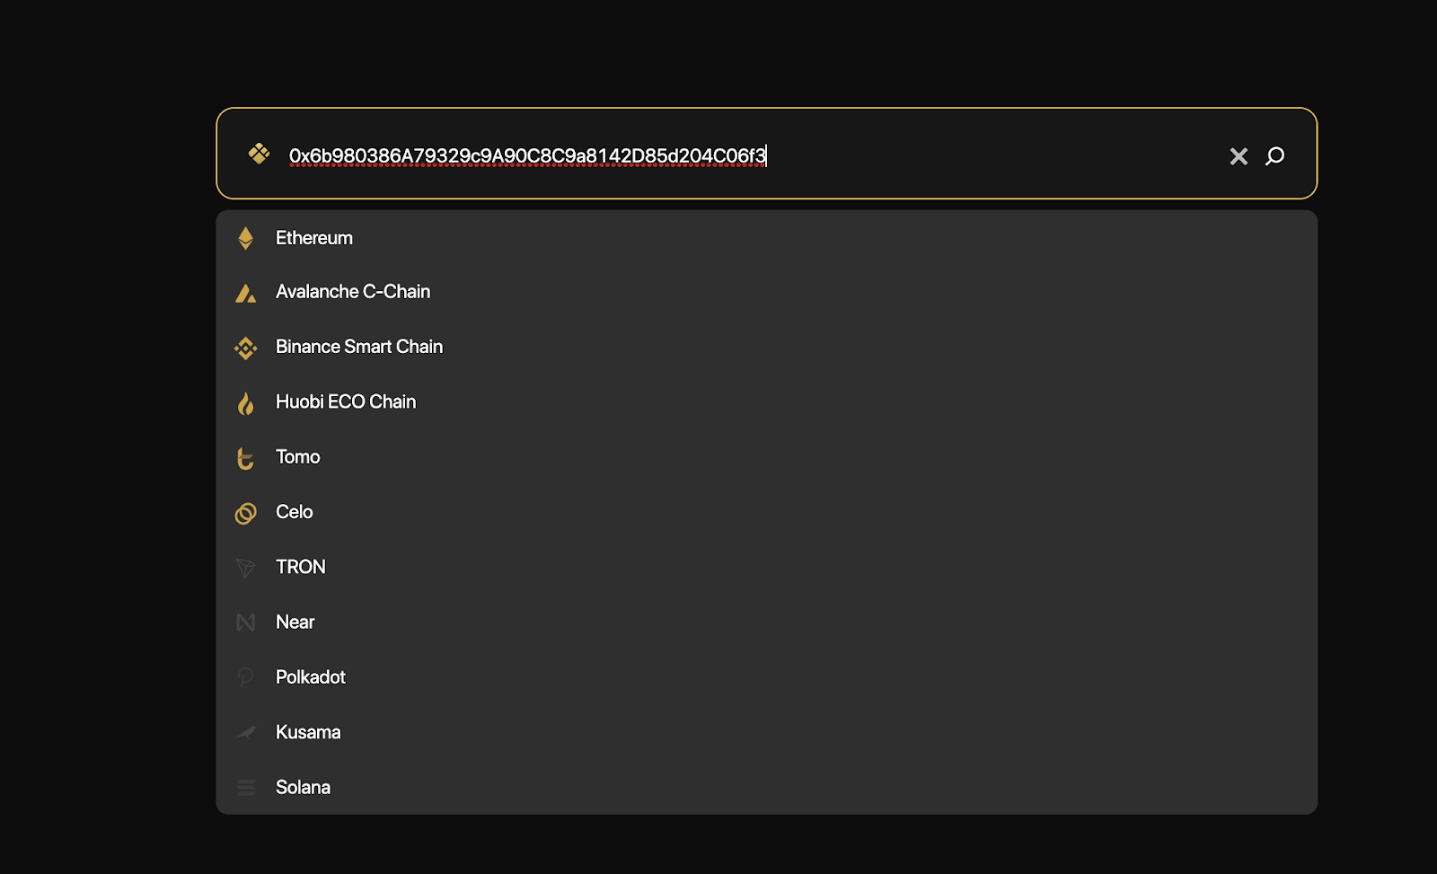 0x6b980386A79329c9A90C8C9a8142D85d204C06f3
Ethereum
Avalanche C-Chain
Binance Smart Chain
Huobi ECO Chain
Tomo
Celo
TRON
Near
Polkadot
Kusama
Solana